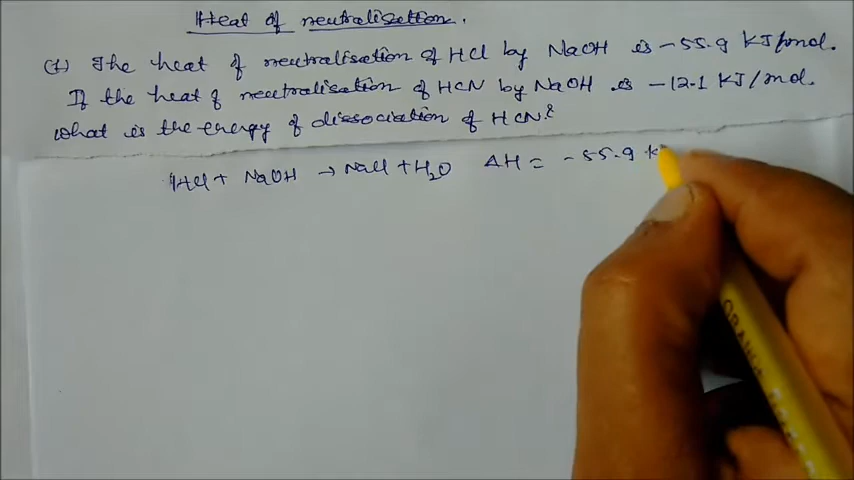 Heat of neutralisation.
(1) The heat of neutralisation of HCl by NaOH is -55.9 KJ/mol.
If the heat of neutralisation of HCN by NaOH is -12.1 KJ/mol.
what is the energy of dissociation of HCN?
HCl + NaOH → NaCl + H₂O ΔH = -55.9 K
ORANGE